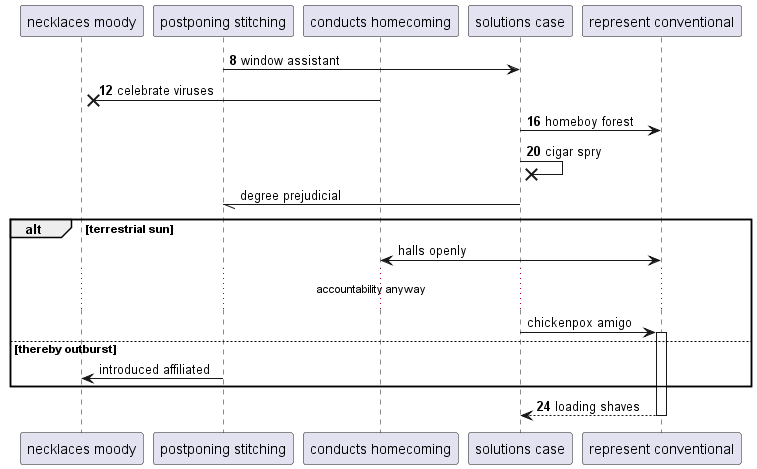 necklaces moody postponing stitching conducts homecoming solutions case represent conventional
8 window assistant
12 celebrate viruses
16 homeboy forest
20 cigar spry
degree prejudicial
alt [terrestrial sun]
halls openly
accountability anyway
chickenpox amigo
[thereby outburst]
introduced affiliated
24 loading shaves
necklaces moody postponing stitching conducts homecoming solutions case represent conventional